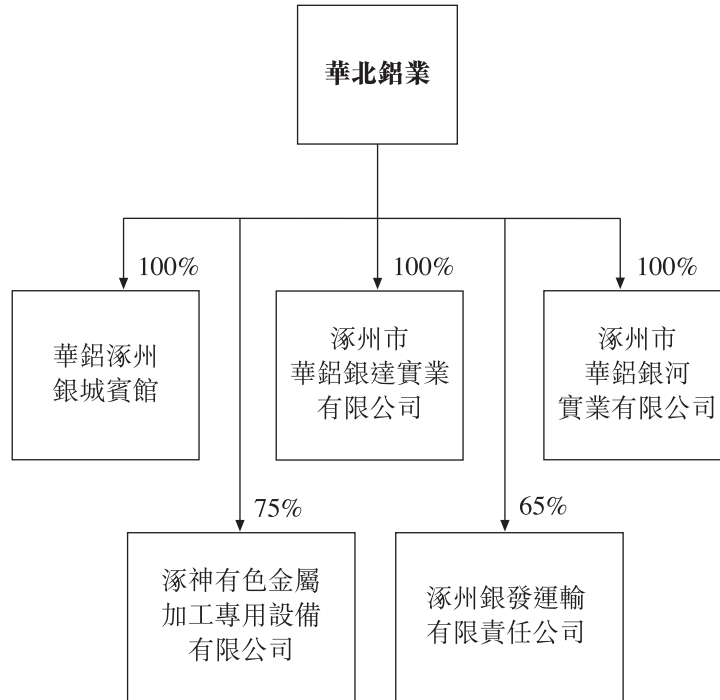 華北鋁業
100%
100%
100%
華鋁涿州
銀城賓館
涿州市
華鋁銀達實業
有限公司
涿州市
華鋁銀河
實業有限公司
75%
65%
涿神有色金屬
加工專用設備
有限公司
涿州銀發運輸
有限責任公司